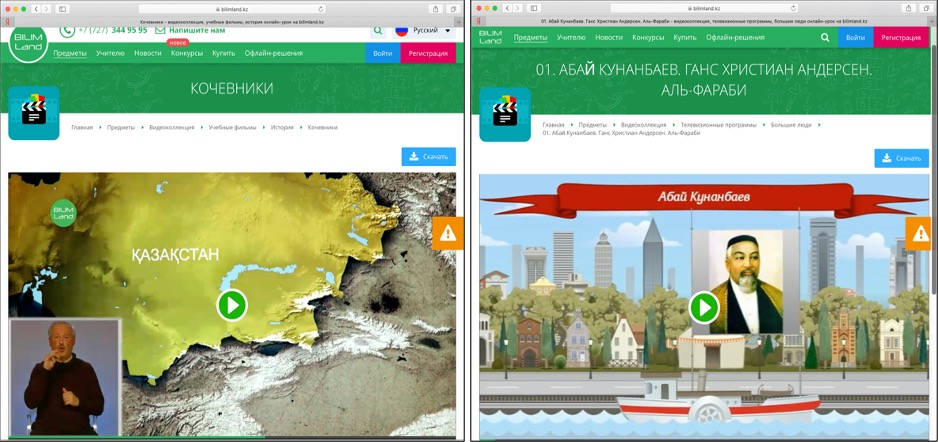 bilimland.kz
Кочевники – видеоколлекция, учебные фильмы, история онлайн-урок на bilimland.kz
BILIM
Land
+7 (727) 344 95 95
Напишите нам
Русский
НОВОЕ
Предметы
Учителю
Новости
Конкурсы
Купить
Офлайн-решения
Войти
Регистрация
КОЧЕВНИКИ
Главная
Предметы
Видеоколлекция
Учебные фильмы
История
Кочевники
Скачать
BILIM
Land
ҚАЗАҚСТАН
bilimland.kz
01. Абай Кунанбаев. Ганс Христиан Андерсен. Аль-Фараби – видеоколлекция, телевизионные программы, большие люди онлайн-урок на bilimland.kz
BILIM
Land
Предметы
Учителю
Новости
Конкурсы
Купить
Офлайн-решения
Войти
Регистрация
01. АБАЙ КУНАНБАЕВ. ГАНС ХРИСТИАН АНДЕРСЕН.
АЛЬ-ФАРАБИ
Главная
Предметы
Видеоколлекция
Телевизионные программы
Большие люди
01. Абай Кунанбаев. Ганс Христиан Андерсен. Аль-Фараби
Скачать
Абай Кунанбаев